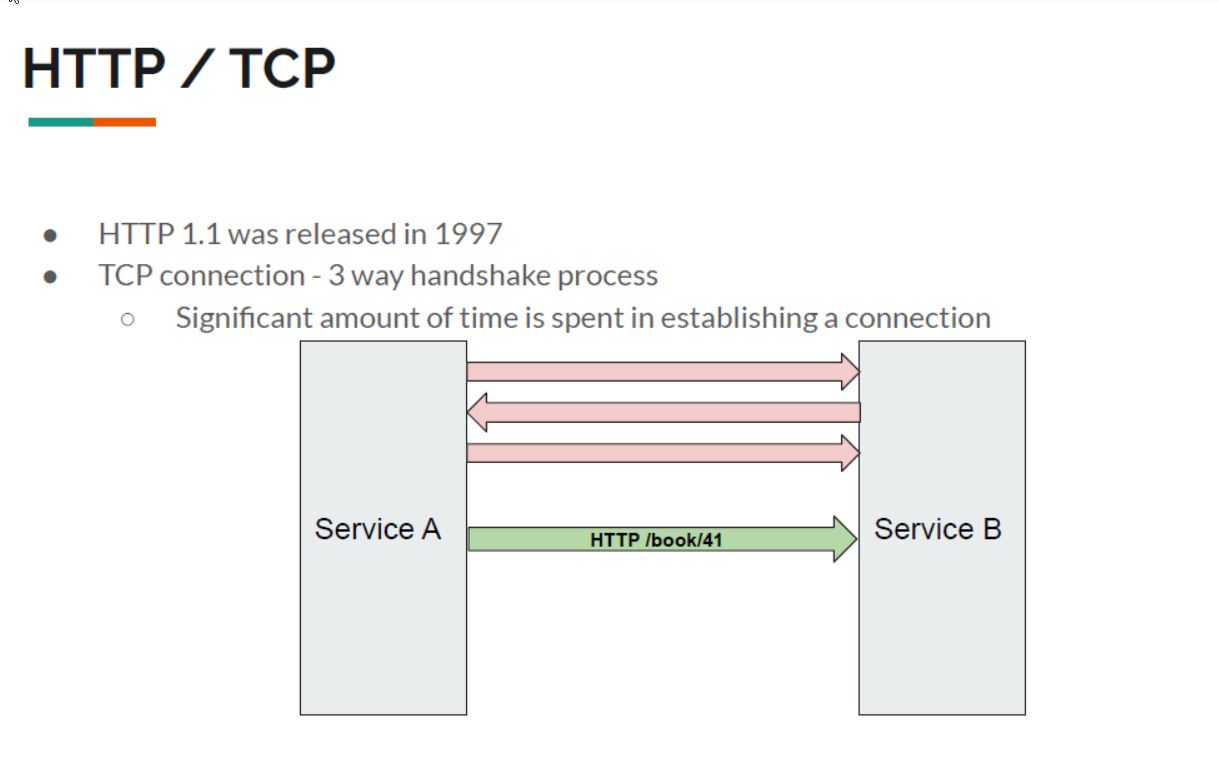 HTTP / TCP
● HTTP 1.1 was released in 1997
● TCP connection - 3 way handshake process
○ Significant amount of time is spent in establishing a connection
Service A
HTTP /book/41
Service B